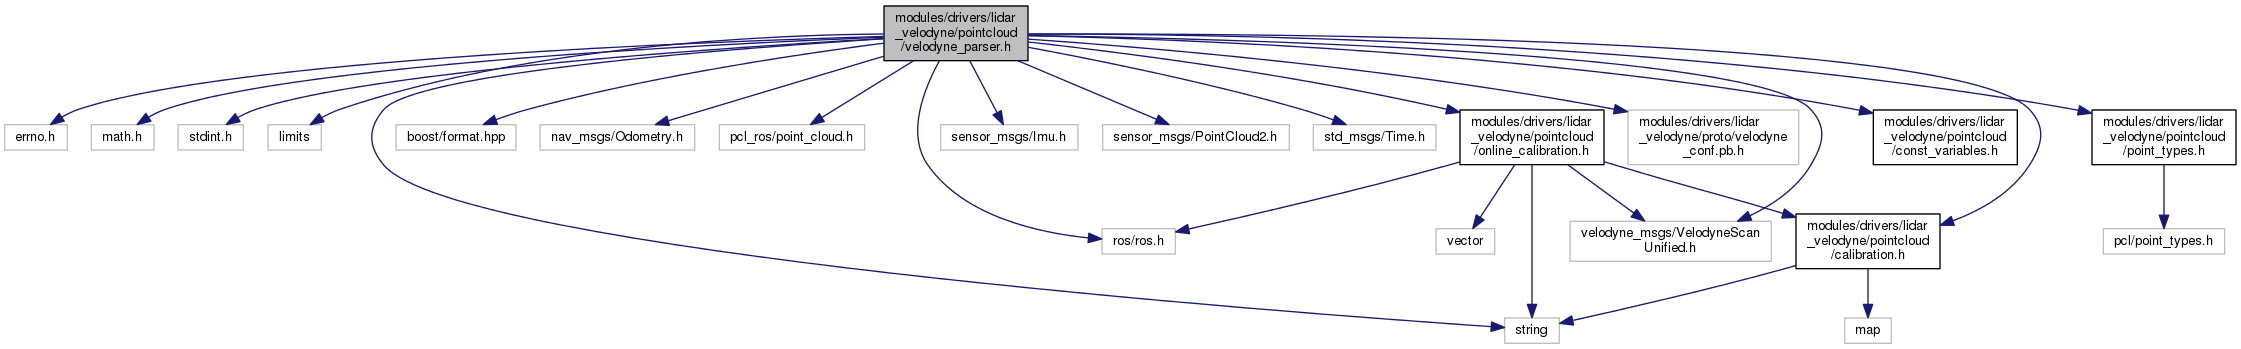 modules/drivers/lidar
_velodyne/pointcloud
/velodyne_parser.h
errno.h
math.h
stdint.h
limits
boost/format.hpp
nav_msgs/Odometry.h
pcl_ros/point_cloud.h
sensor_msgs/Imu.h
sensor_msgs/PointCloud2.h
std_msgs/Time.h
modules/drivers/lidar
_velodyne/pointcloud
/online_calibration.h
modules/drivers/lidar
_velodyne/proto/velodyne
_conf.pb.h
modules/drivers/lidar
_velodyne/pointcloud
/const_variables.h
modules/drivers/lidar
_velodyne/pointcloud
/point_types.h
ros/ros.h
vector
velodyne_msgs/VelodyneScan
Unified.h
modules/drivers/lidar
_velodyne/pointcloud
/calibration.h
pcl/point_types.h
string
map